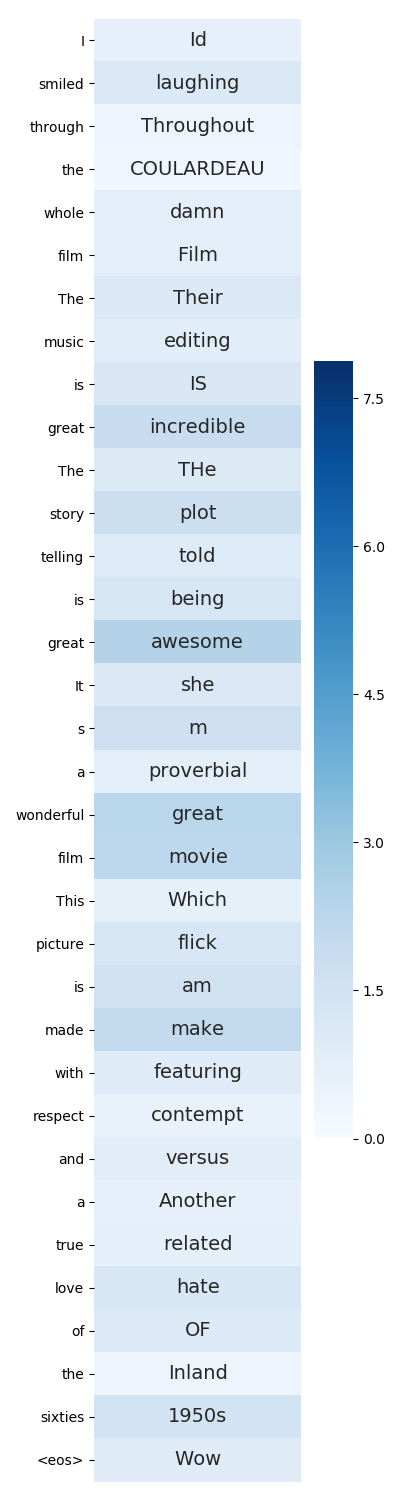 I Id
smiled laughing
through Throughout
the COULARDEAU
whole damn
film Film
The Their
music editing
is IS
great incredible
The THe
story plot
telling told
is being
great awesome
It she
s m
a proverbial
wonderful great
film movie
This Which
picture flick
is am
made make
with featuring
respect contempt
and versus
a Another
true related
love hate
of OF
the Inland
sixties 1950s
<eos> Wow
7.5
6.0
4.5
3.0
1.5
0.0